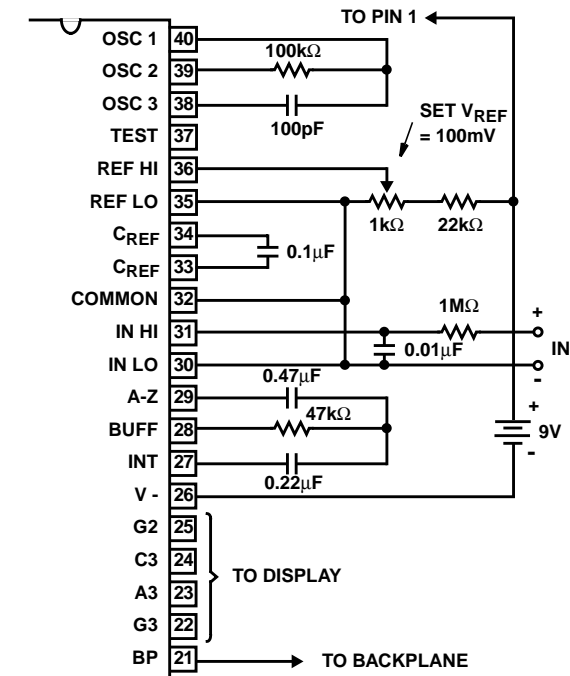 TO PIN 1
OSC 1 40
100kΩ
OSC 2 39
OSC 3 38
100pF
SET VREF
= 100mV
TEST 37
REF HI 36
REF LO 35
1kΩ 22kΩ
CREF 34
0.1µF
CREF 33
COMMON 32
1MΩ
+
IN HI 31
0.01µF
IN
IN LO 30
-
0.47µF
A-Z 29
+
47kΩ
BUFF 28
9V
-
INT 27
0.22µF
V - 26
G2 25
C3 24
TO DISPLAY
A3 23
G3 22
BP 21
TO BACKPLANE